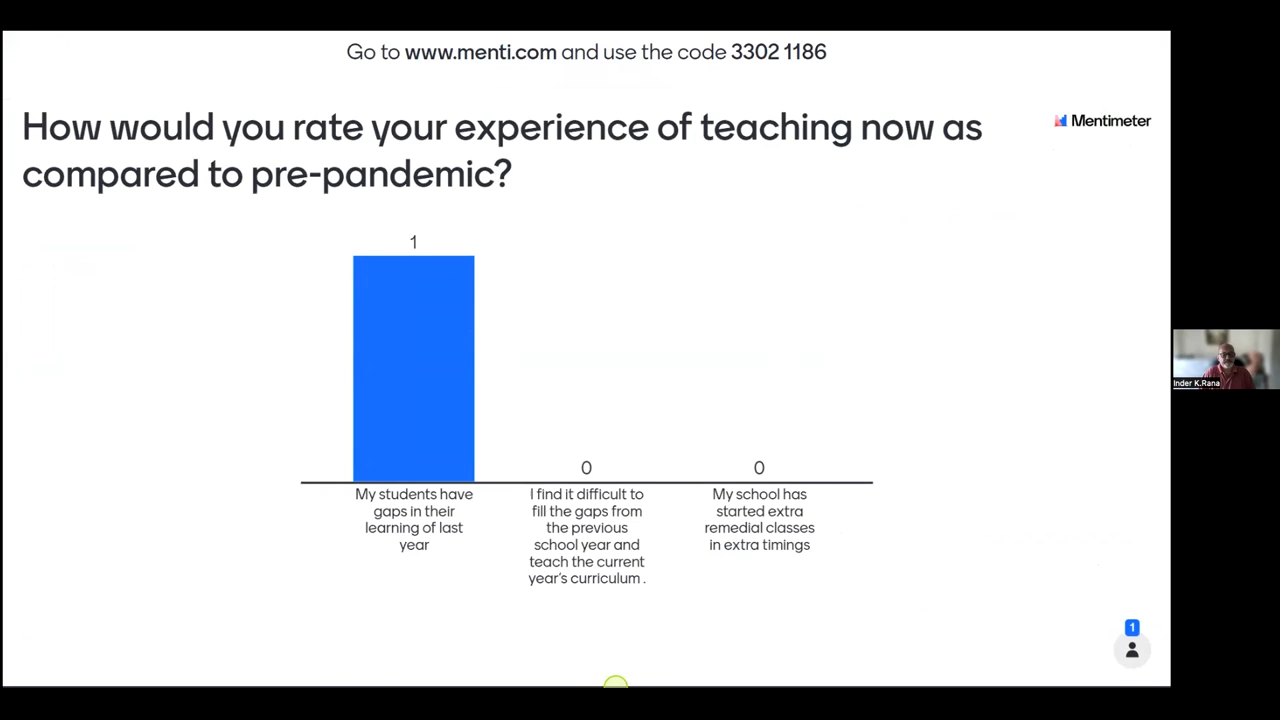 Go to www.menti.com and use the code 3302 1186
How would you rate your experience of teaching now as
compared to pre-pandemic?
Mentimeter
1
0
0
My students have
gaps in their
learning of last
year
I find it difficult to
fill the gaps from
the previous
school year and
teach the current
year's curriculum .
My school has
started extra
remedial classes
in extra timings
Inder K.Rana
1